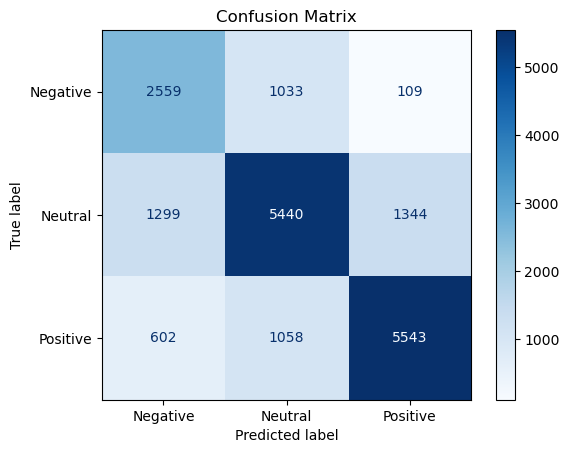 Confusion Matrix
Negative 2559 1033 109
Neutral 1299 5440 1344
Positive 602 1058 5543
Negative Neutral Positive
Predicted label
True label
5000
4000
3000
2000
1000